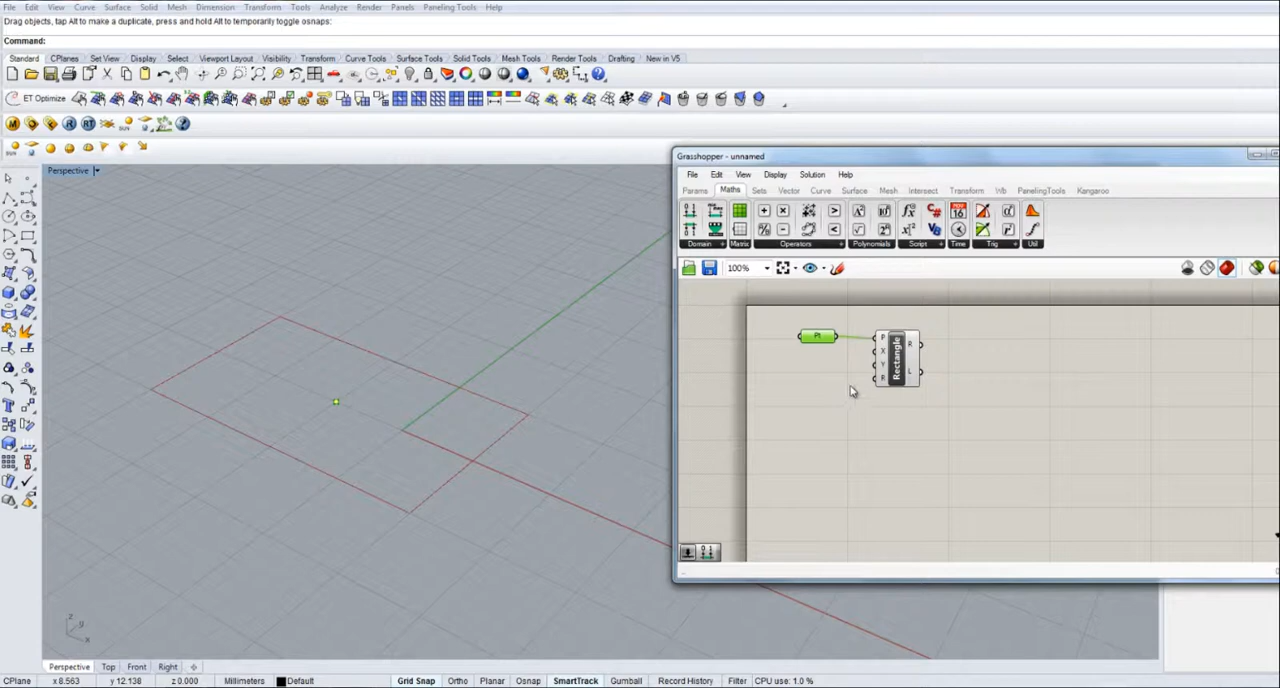 File Edit View Curve Surface Solid Mesh Dimension Transform Tools Analyze Render Panels Paneling Tools Help
Drag objects, tap Alt to make a duplicate, press and hold Alt to temporarily toggle osnaps:
Command:
Standard CPlanes Set View Display Select Viewport Layout Visibility Transform Curve Tools Surface Tools Solid Tools Mesh Tools Render Tools Drafting New in V5
ET Optimize
Perspective
Grasshopper - unnamed
File Edit View Display Solution Help
Params Maths Sets Vector Curve Surface Mesh Intersect Transform Wb PanelingTools Kangaroo
Domain Matrix Operators Polynomials Script Time Trig Util
100%
Pt
P
X
Y
R
Rectangle
R
L
z
y
x
Perspective Top Front Right
CPlane x 8.563 y 12.138 z 0.000 Millimeters Default Grid Snap Ortho Planar Osnap SmartTrack Gumball Record History Filter CPU use: 1.0 %